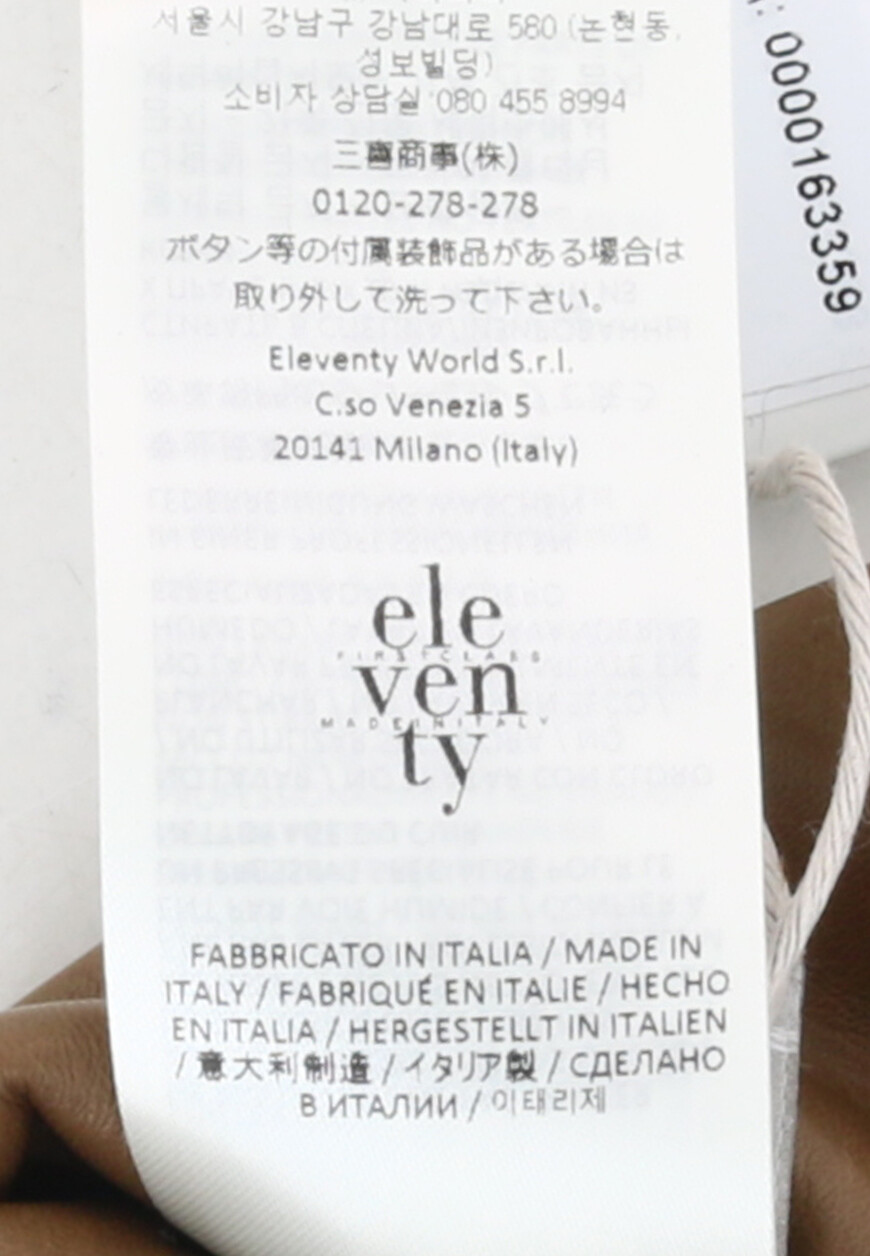 서울시 강남구 강남대로 580 (논현동,
성보빌딩)
소비자 상담실 080 455 8994
三喜商事(株)
0120-278-278
ボタン等の付属装飾品がある場合は
取り外して洗って下さい。
Eleventy World S.r.l.
C.so Venezia 5
20141 Milano (Italy)
ele
FIRSTCLASS
ven
MADEINITALY
ty
FABBRICATO IN ITALIA / MADE IN
ITALY / FABRIQUÉ EN ITALIE / HECHO
EN ITALIA / HERGESTELLT IN ITALIEN
/ 意大利制造 / イタリア製 / СДЕЛАНО
В ИТАЛИИ / 이태리제
: 0000163359